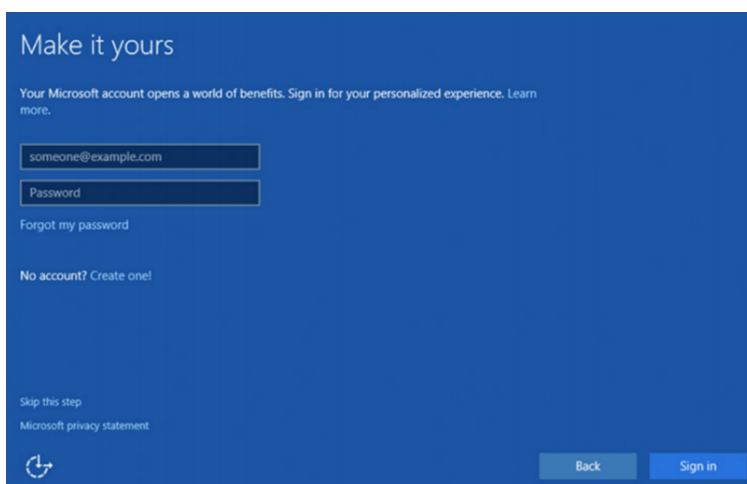 Make it yours
Your Microsoft account opens a world of benefits. Sign in for your personalized experience. Learn
more.
someone@example.com
Password
Forgot my password
No account? Create one!
Skip this step
Microsoft privacy statement
Back
Sign in